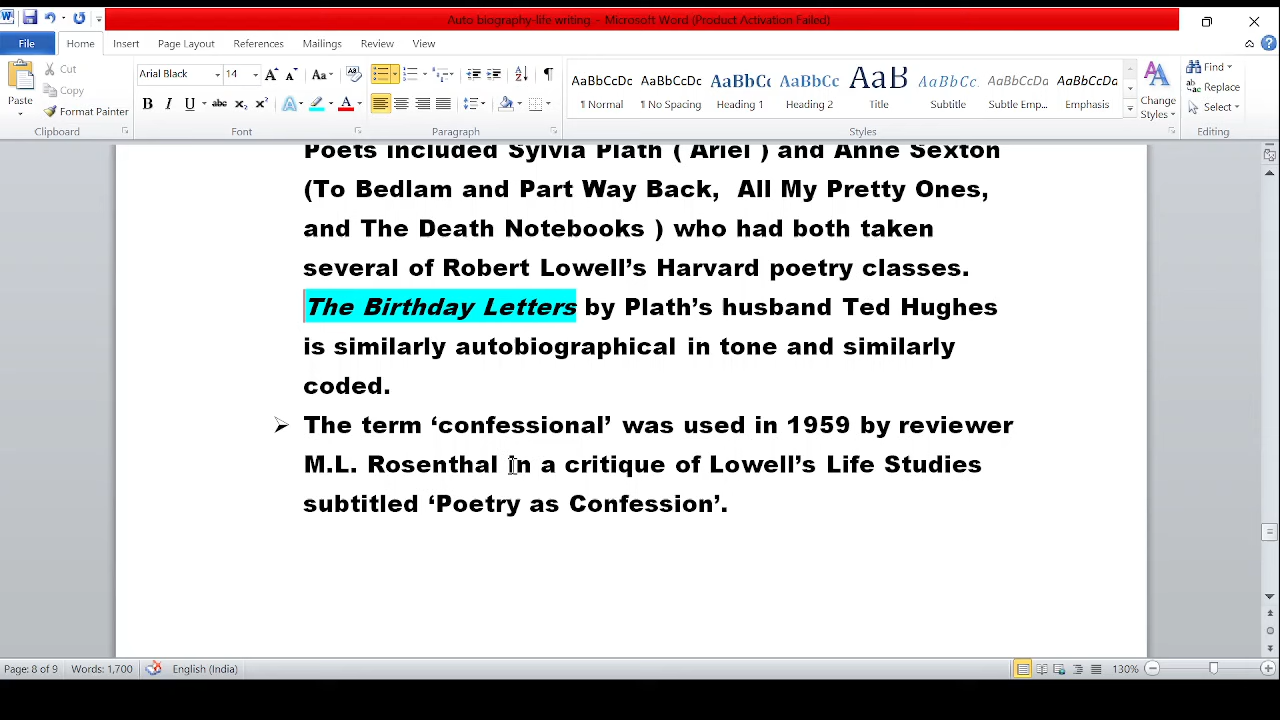 Auto biography-life writing - Microsoft Word (Product Activation Failed)
File Home Insert Page Layout References Mailings Review View
Cut
Copy
Format Painter
Paste
Arial Black 14
AaBbCcDc AaBbCcDc AaBbCc AaBbCc AaB AaBbCc. AaBbCcDc AaBbCcDc
¶ Normal ¶ No Spacing Heading 1 Heading 2 Title Subtitle Subtle Em... Emphasis
Change
Styles
Find
Replace
Select
Clipboard Font Paragraph Styles Editing
Poets included Sylvia Plath ( Ariel ) and Anne Sexton
(To Bedlam and Part Way Back, All My Pretty Ones,
and The Death Notebooks ) who had both taken
several of Robert Lowell’s Harvard poetry classes.
The Birthday Letters by Plath’s husband Ted Hughes
is similarly autobiographical in tone and similarly
coded.
➢ The term ‘confessional’ was used in 1959 by reviewer
M.L. Rosenthal in a critique of Lowell’s Life Studies
subtitled ‘Poetry as Confession’.
Page: 8 of 9 Words: 1,700 English (India) 130%